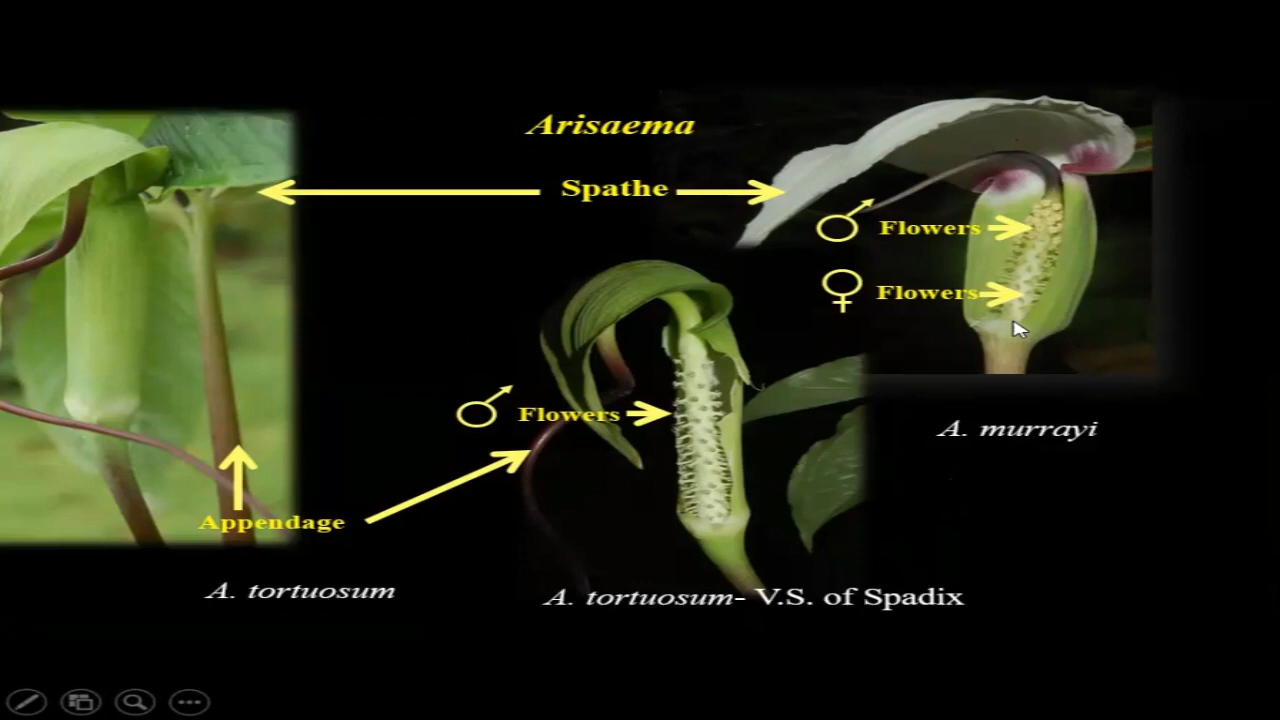 Arisaema
Spathe
♂ Flowers
♀ Flowers
♂ Flowers
A. murrayi
Appendage
A. tortuosum
A. tortuosum- V.S. of Spadix